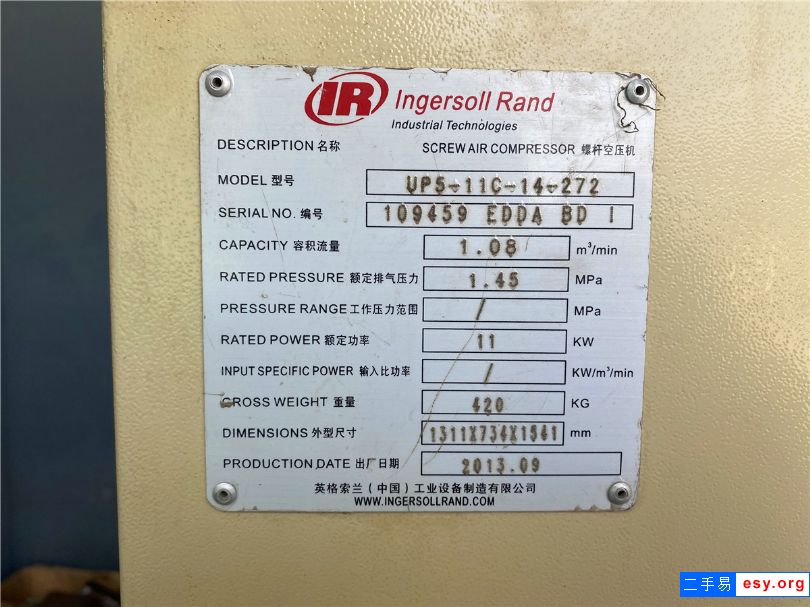 IR Ingersoll Rand
Industrial Technologies
DESCRIPTION 名称 SCREW AIR COMPRESSOR 螺杆空压机
MODEL 型号 UP5-11C-14-272
SERIAL NO. 编号 109459 EDDA BD I
CAPACITY 容积流量 1.08 m³/min
RATED PRESSURE 额定排气压力 1.45 MPa
PRESSURE RANGE 工作压力范围 / MPa
RATED POWER 额定功率 11 KW
INPUT SPECIFIC POWER 输入比功率 / KW/m³/min
GROSS WEIGHT 重量 420 KG
DIMENSIONS 外型尺寸 1311X734X1541 mm
PRODUCTION DATE 出厂日期 2013.09
英格索兰(中国)工业设备制造有限公司
WWW.INGERSOLLRAND.COM
二手易 esy.org